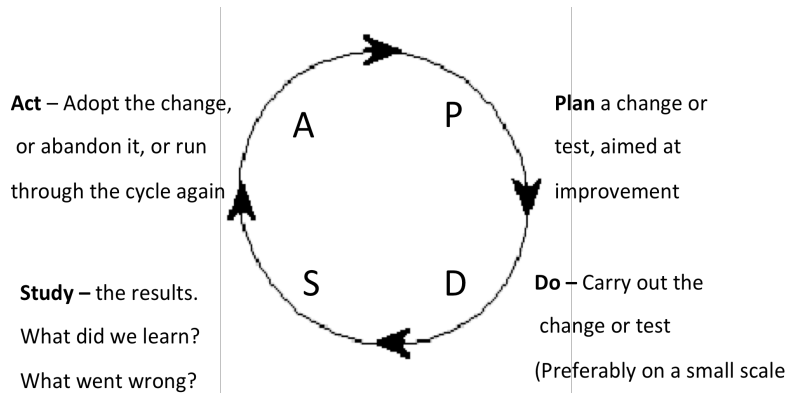 Act – Adopt the change,
or abandon it, or run
through the cycle again
A
P
Plan a change or
test, aimed at
improvement
Study – the results.
What did we learn?
What went wrong?
S
D
Do – Carry out the
change or test
(Preferably on a small scale